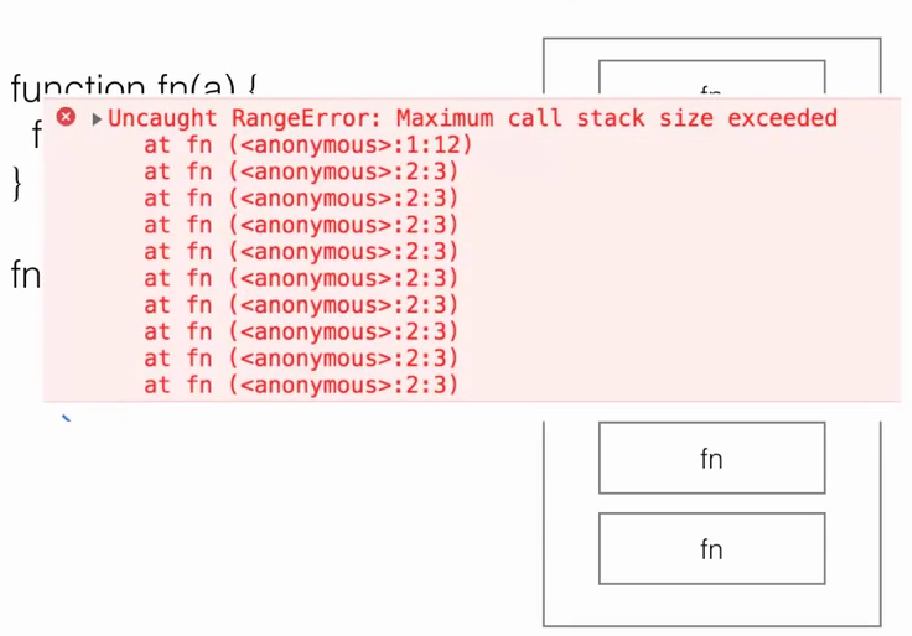 function fn(a) {
fn
Uncaught RangeError: Maximum call stack size exceeded
at fn (<anonymous>:1:12)
at fn (<anonymous>:2:3)
at fn (<anonymous>:2:3)
at fn (<anonymous>:2:3)
at fn (<anonymous>:2:3)
at fn (<anonymous>:2:3)
at fn (<anonymous>:2:3)
at fn (<anonymous>:2:3)
at fn (<anonymous>:2:3)
at fn (<anonymous>:2:3)
f
}
fn
fn
fn